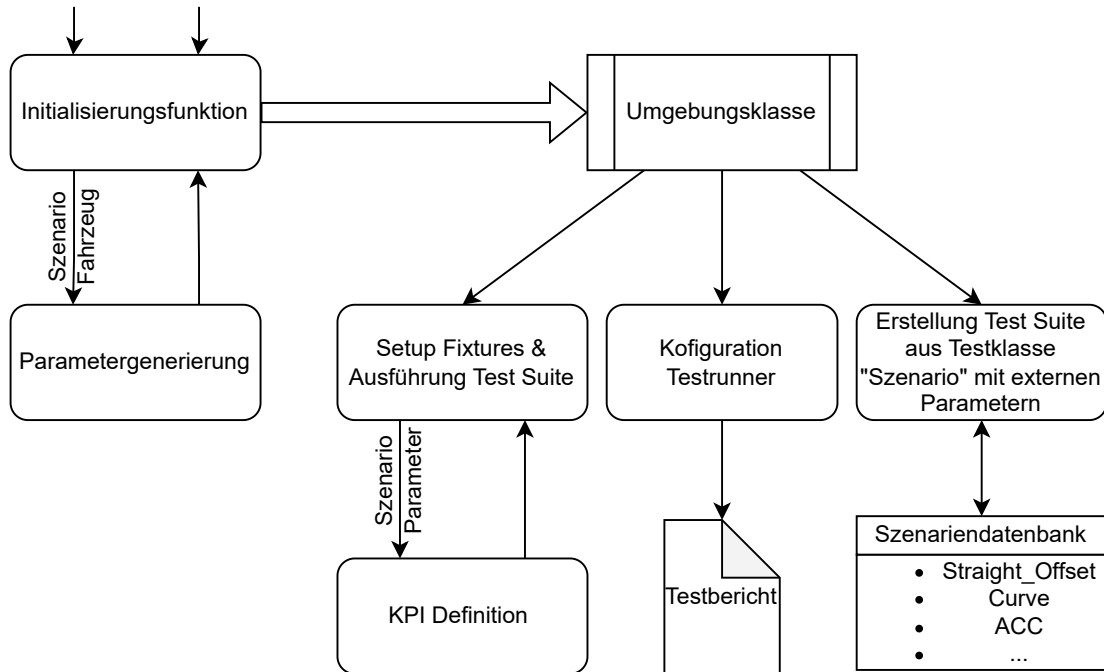 Initialisierungsfunktion
Umgebungsklasse
Szenario
Fahrzeug
Parametergenerierung
Setup Fixtures &
Ausführung Test Suite
Kofiguration
Testrunner
Erstellung Test Suite
aus Testklasse
"Szenario" mit externen
Parametern
Szenario
Parameter
KPI Definition
Testbericht
Szenariendatenbank
• Straight_Offset
• Curve
• ACC
• ...